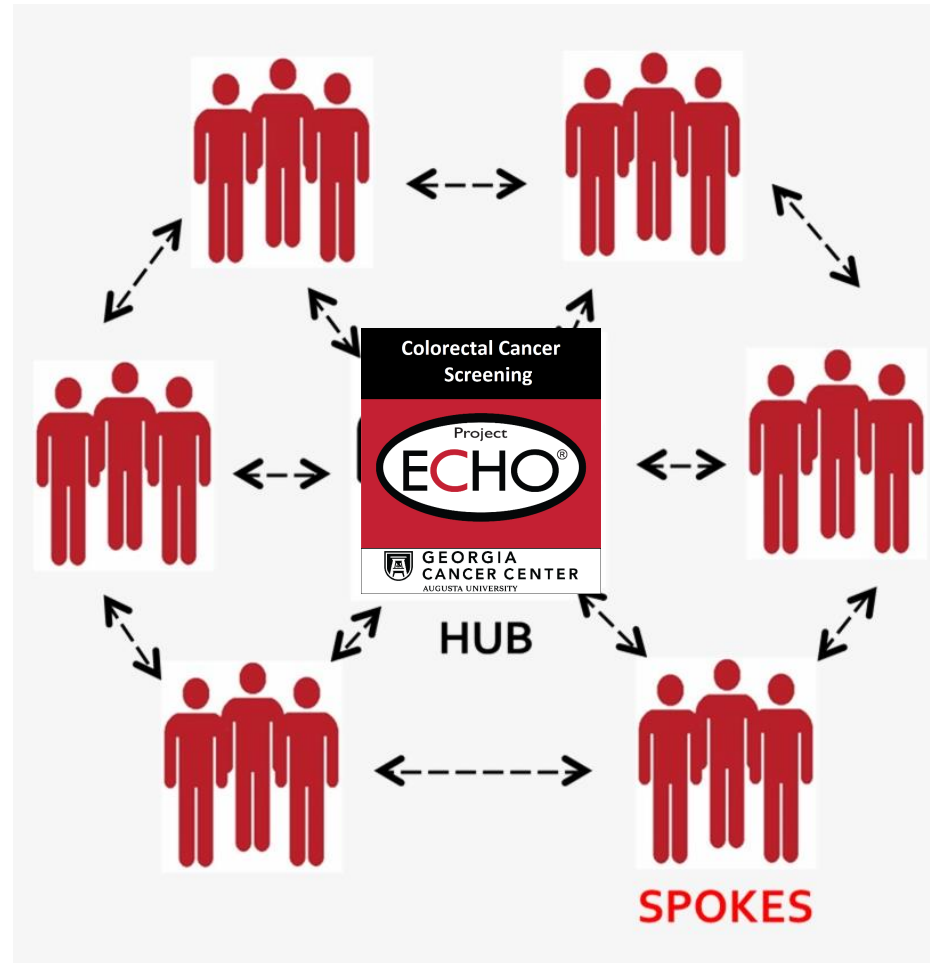 Colorectal Cancer
Screening
Project
ECHO®
GEORGIA
CANCER CENTER
AUGUSTA UNIVERSITY
HUB
SPOKES